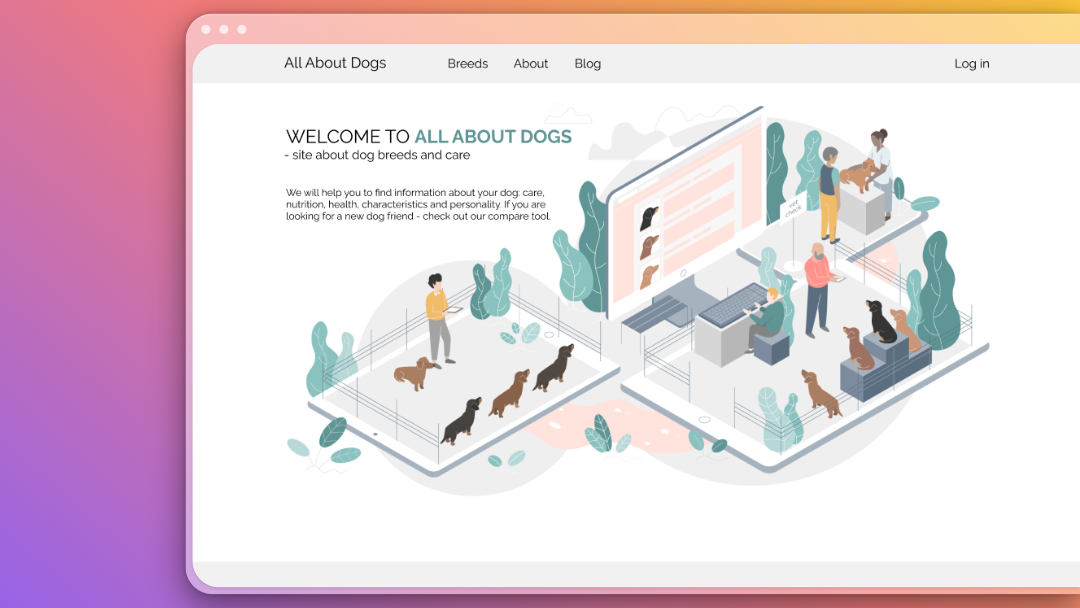 All About Dogs
Breeds About Blog
Log in
WELCOME TO ALL ABOUT DOGS
- site about dog breeds and care
We will help you to find information about your dog: care,
nutrition, health, characteristics and personality. If you are
looking for a new dog friend - check out our compare tool.
vet
check